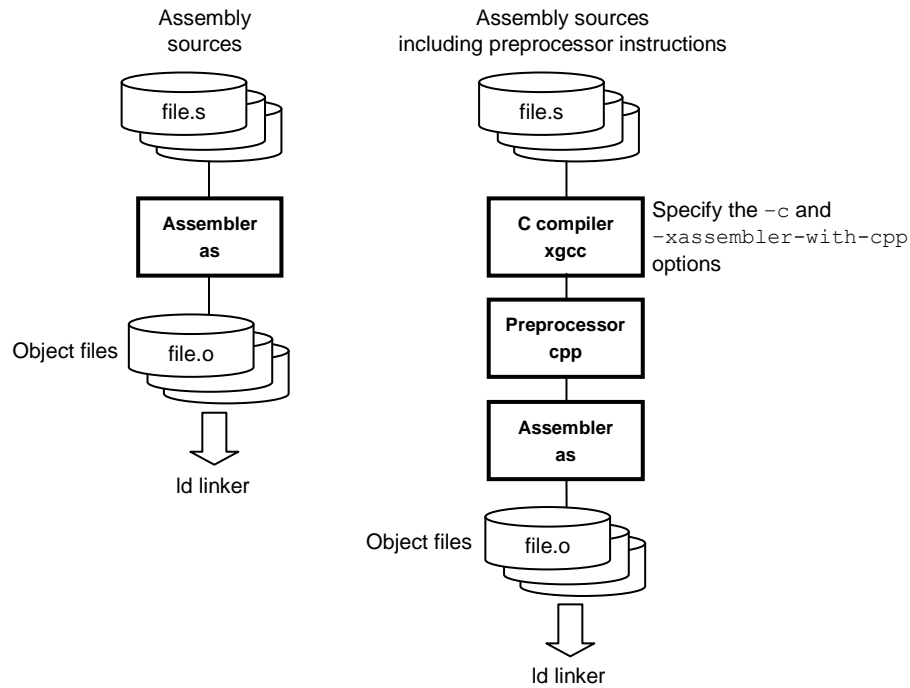 Assembly
sources
file.s
Assembler
as
Object files
file.o
ld linker
Assembly sources
including preprocessor instructions
file.s
C compiler
xgcc
Specify the -c and
-xassembler-with-cpp
options
Preprocessor
cpp
Assembler
as
Object files
file.o
ld linker